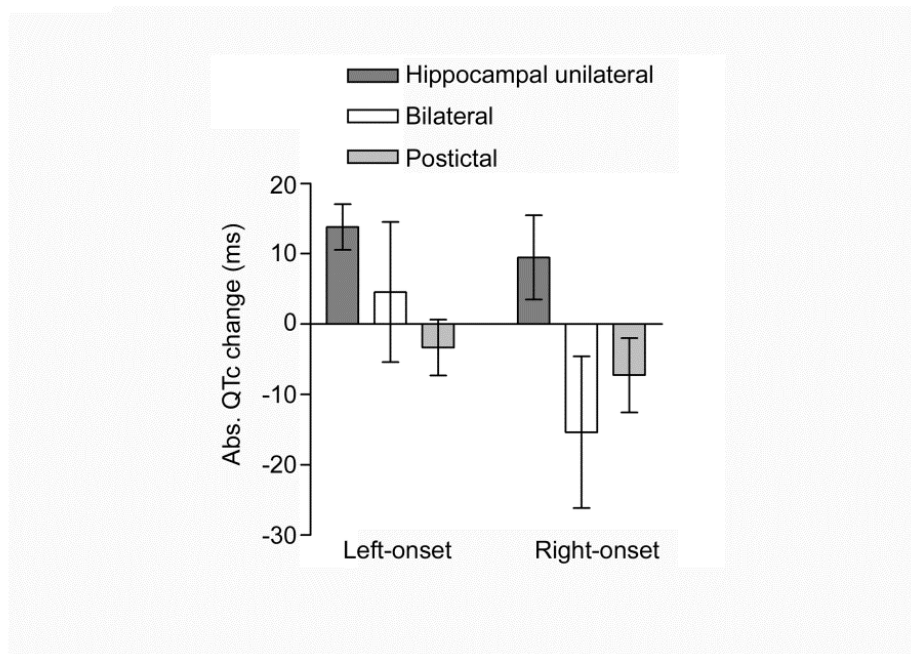 Hippocampal unilateral
Bilateral
Postictal
Abs. QTc change (ms)
20
10
0
-10
-20
-30
Left-onset
Right-onset